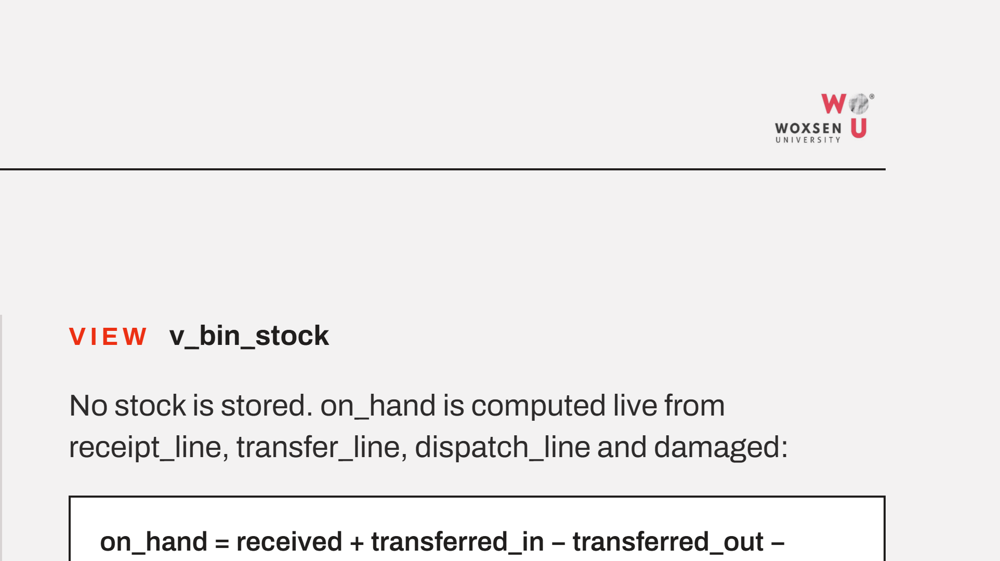 W ®
WOXSEN U
UNIVERSITY
VIEW v_bin_stock
No stock is stored. on_hand is computed live from
receipt_line, transfer_line, dispatch_line and damaged:
on_hand = received + transferred_in – transferred_out –